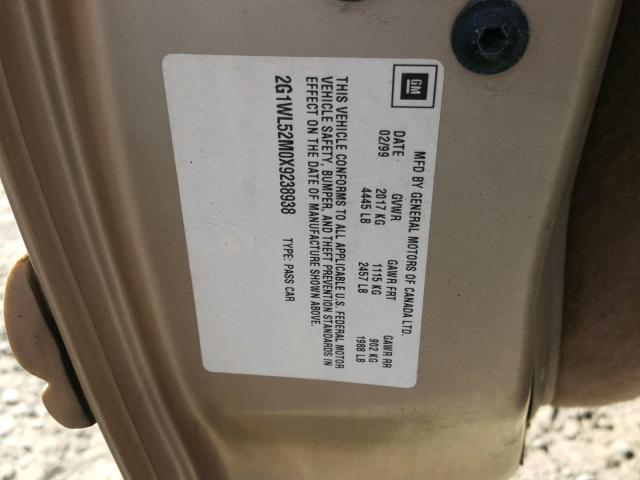 GM
MFD BY GENERAL MOTORS OF CANADA LTD.
DATE GVWR GAWR FRT GAWR RR
02/99 2017 KG 1115 KG 902 KG
4445 LB 2457 LB 1988 LB
THIS VEHICLE CONFORMS TO ALL APPLICABLE U.S. FEDERAL MOTOR
VEHICLE SAFETY, BUMPER, AND THEFT PREVENTION STANDARDS IN
EFFECT ON THE DATE OF MANUFACTURE SHOWN ABOVE.
2G1WL52M0X9238938 TYPE: PASS CAR